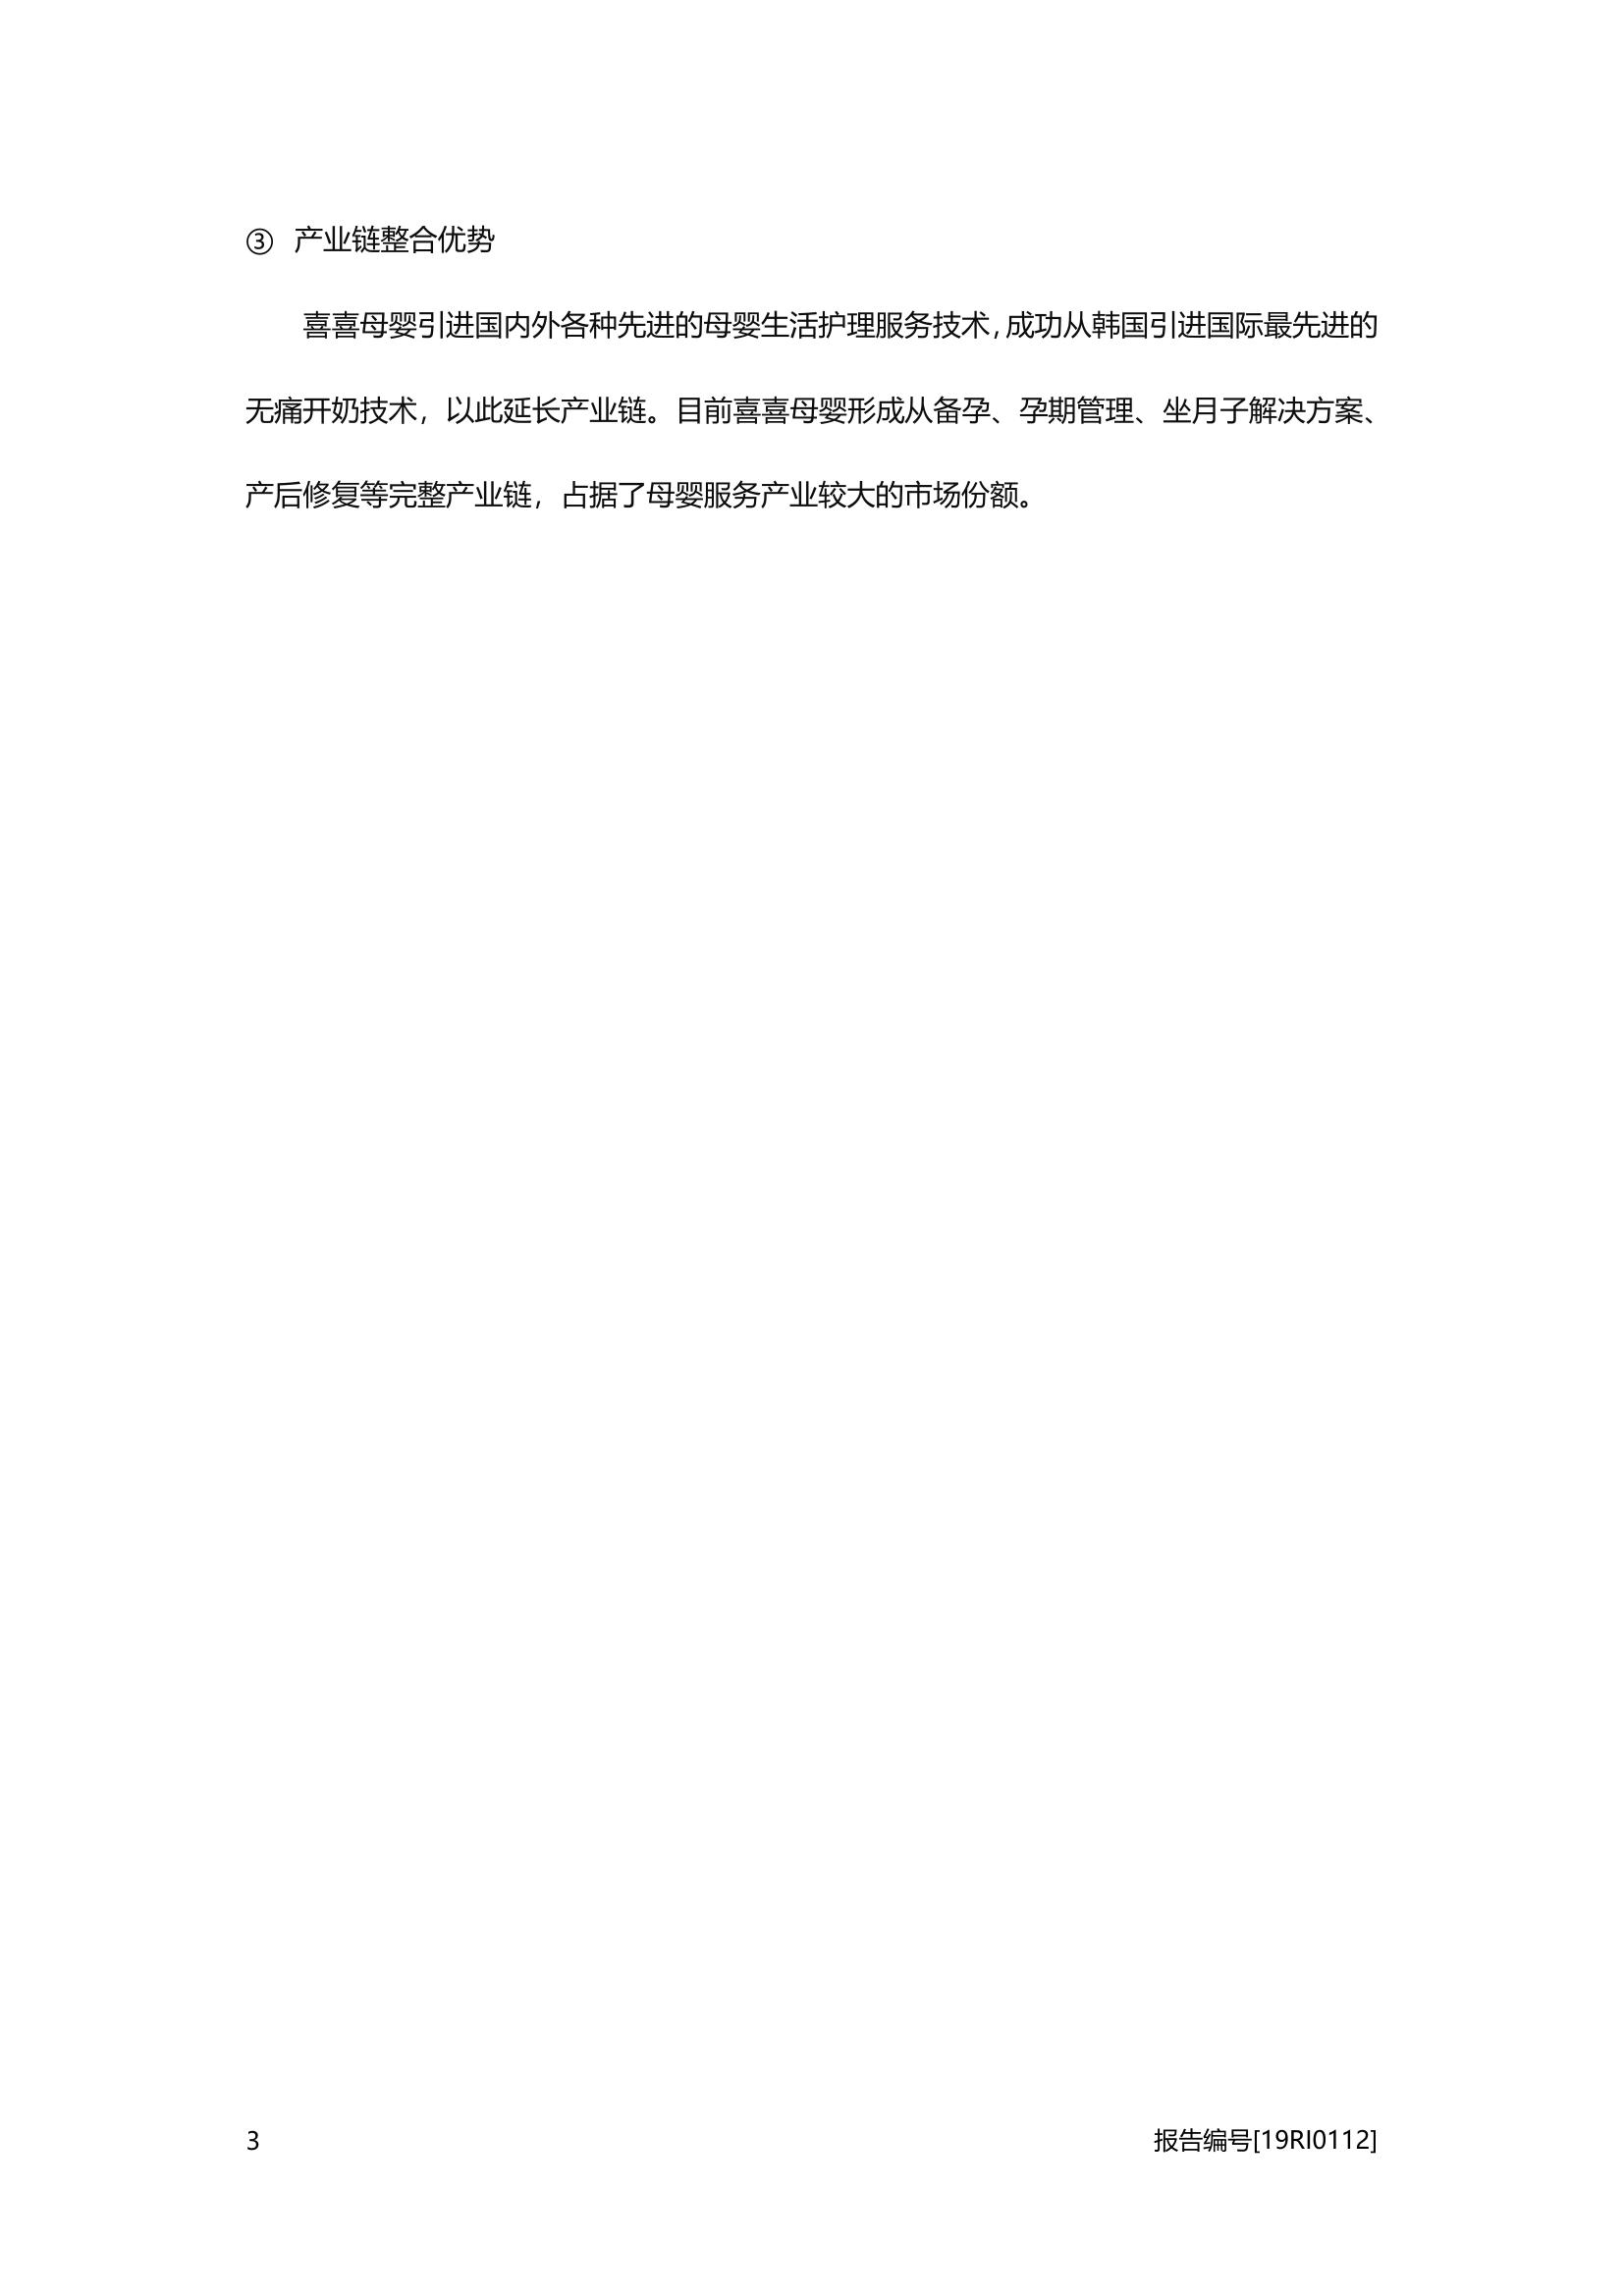 ③ 产业链整合优势
喜喜母婴引进国内外各种先进的母婴生活护理服务技术，成功从韩国引进国际最先进的
无痛开奶技术，以此延长产业链。目前喜喜母婴形成从备孕、孕期管理、坐月子解决方案、
产后修复等完整产业链，占据了母婴服务产业较大的市场份额。
3
报告编号[19RI0112]